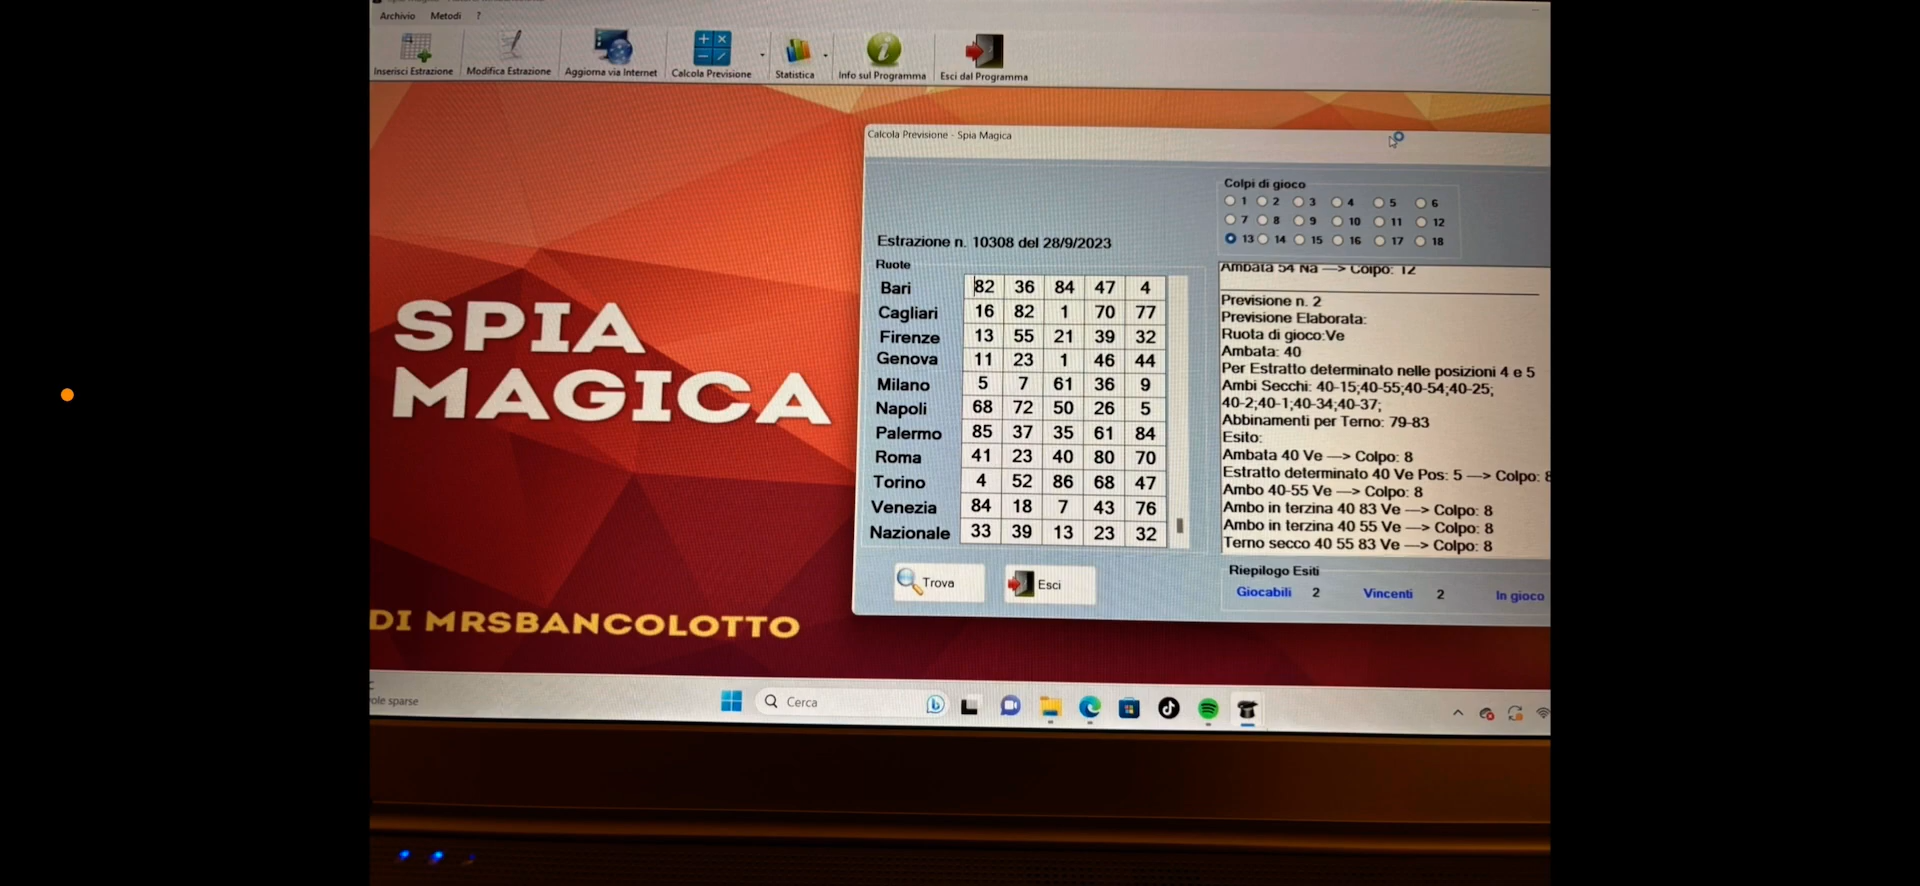 Archivio Metodi ?
Inserisci Estrazione Modifica Estrazione Aggiorna via Internet Calcola Previsione Statistica Info sul Programma Esci dal Programma
SPIA
MAGICA
DI MRSBANCOLOTTO
Calcola Previsione - Spia Magica
Estrazione n. 10308 del 28/9/2023
Ruote
Bari 82 36 84 47 4
Cagliari 16 82 1 70 77
Firenze 13 55 21 39 32
Genova 11 23 1 46 44
Milano 5 7 61 36 9
Napoli 68 72 50 26 5
Palermo 85 37 35 61 84
Roma 41 23 40 80 70
Torino 4 52 86 68 47
Venezia 84 18 7 43 76
Nazionale 33 39 13 23 32
Trova Esci
Colpi di gioco
1 2 3 4 5 6
7 8 9 10 11 12
13 14 15 16 17 18
Ambata 54 Na —> Colpo: 12
Previsione n. 2
Previsione Elaborata:
Ruota di gioco:Ve
Ambata: 40
Per Estratto determinato nelle posizioni 4 e 5
Ambi Secchi: 40-15;40-55;40-54;40-25;
40-2;40-1;40-34;40-37;
Abbinamenti per Terno: 79-83
Esito:
Ambata 40 Ve —> Colpo: 8
Estratto determinato 40 Ve Pos: 5 —> Colpo: 8
Ambo 40-55 Ve —> Colpo: 8
Ambo in terzina 40 83 Ve —> Colpo: 8
Ambo in terzina 40 55 Ve —> Colpo: 8
Terno secco 40 55 83 Ve —> Colpo: 8
Riepilogo Esiti
Giocabili 2 Vincenti 2 In gioco
sparse
Cerca